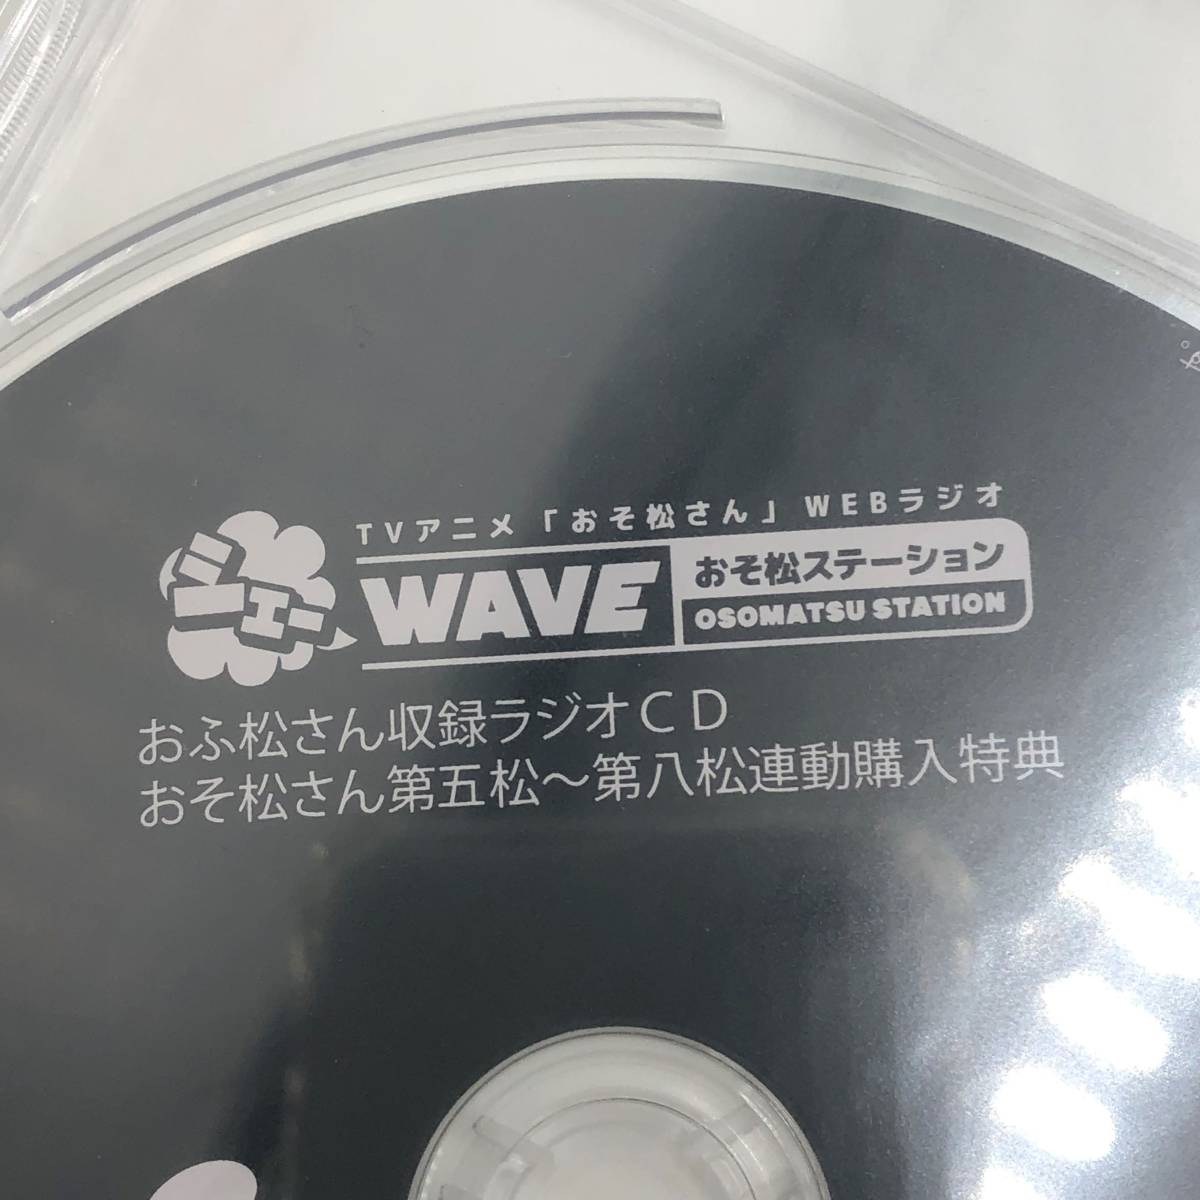 TVアニメ「おそ松さん」WEBラジオ
シェー
WAVE
おそ松ステーション
OSOMATSU STATION
おふ松さん収録ラジオCD
おそ松さん第五松～第八松連動購入特典
す。